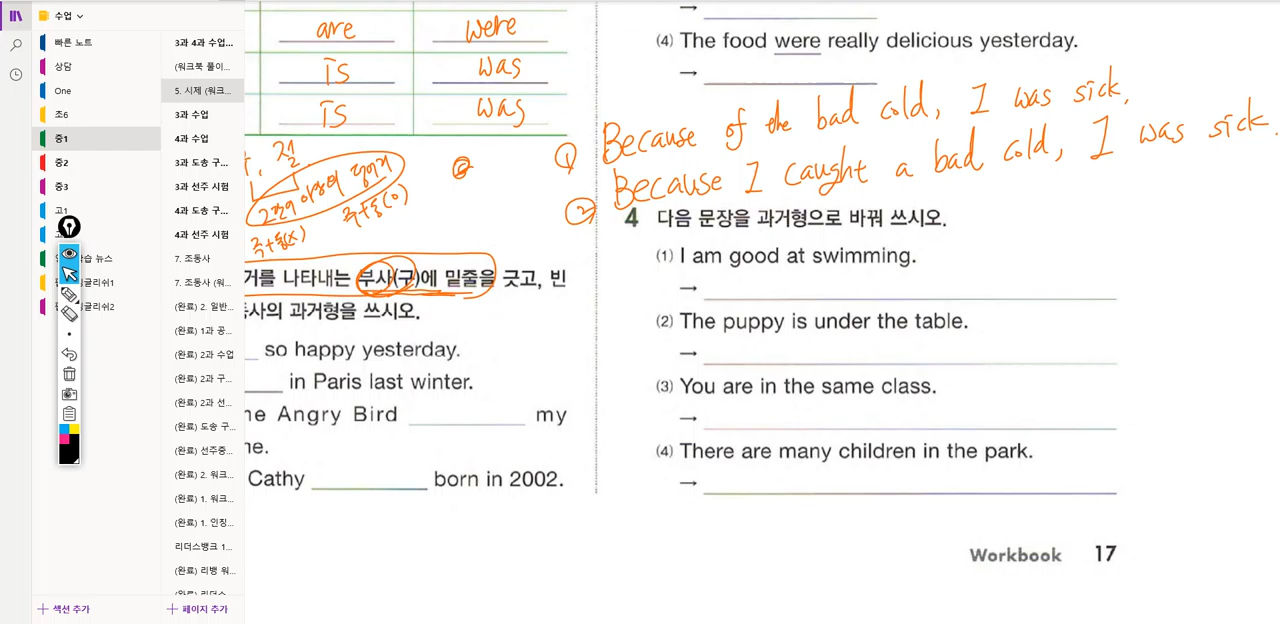 수업
빠른 노트
상담
One
초6
중1
중2
중3
고1
습 뉴스
글리쉬1
글리쉬2
섹션 추가
3과 4과 수업...
(워크북 풀이...
5. 시제 (워크...
3과 수업
4과 수업
3과 도송 구...
3과 선주 시험
4과 도송 구...
4과 선주 시험
7. 조동사
7. 조동사 (워...
(완료) 2. 일반...
(완료) 1과 공...
(완료) 2과 수업
(완료) 2과 구...
(완료) 2과 선...
(완료) 도송 구...
(완료) 선주중...
(완료) 2. 워크...
(완료) 1. 워크...
(완료) 1. 인칭...
리더스뱅크 1...
(완료) 리뱅 워...
페이지 추가
are were
is was
is was
절
2단어 이상의 덩어리
주+동(x) 주+동(o)
거를 나타내는 부사(구)에 밑줄을 긋고, 빈
동사의 과거형을 쓰시오.
so happy yesterday.
in Paris last winter.
he Angry Bird my
me.
Cathy born in 2002.
→
(4) The food were really delicious yesterday.
→
① Because of the bad cold, I was sick.
② Because I caught a bad cold, I was sick.
4 다음 문장을 과거형으로 바꿔 쓰시오.
(1) I am good at swimming.
→
(2) The puppy is under the table.
→
(3) You are in the same class.
→
(4) There are many children in the park.
→
Workbook 17